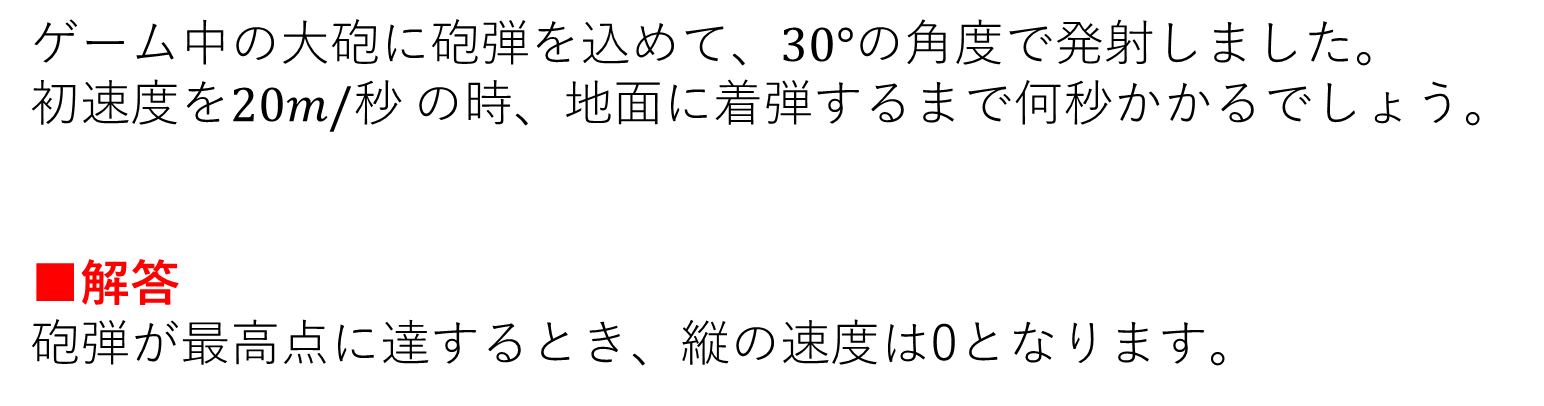 ゲーム中の大砲に砲弾を込めて、30°の角度で発射しました。
初速度を20m/秒 の時、地面に着弾するまで何秒かかるでしょう。
■解答
砲弾が最高点に達するとき、縦の速度は0となります。